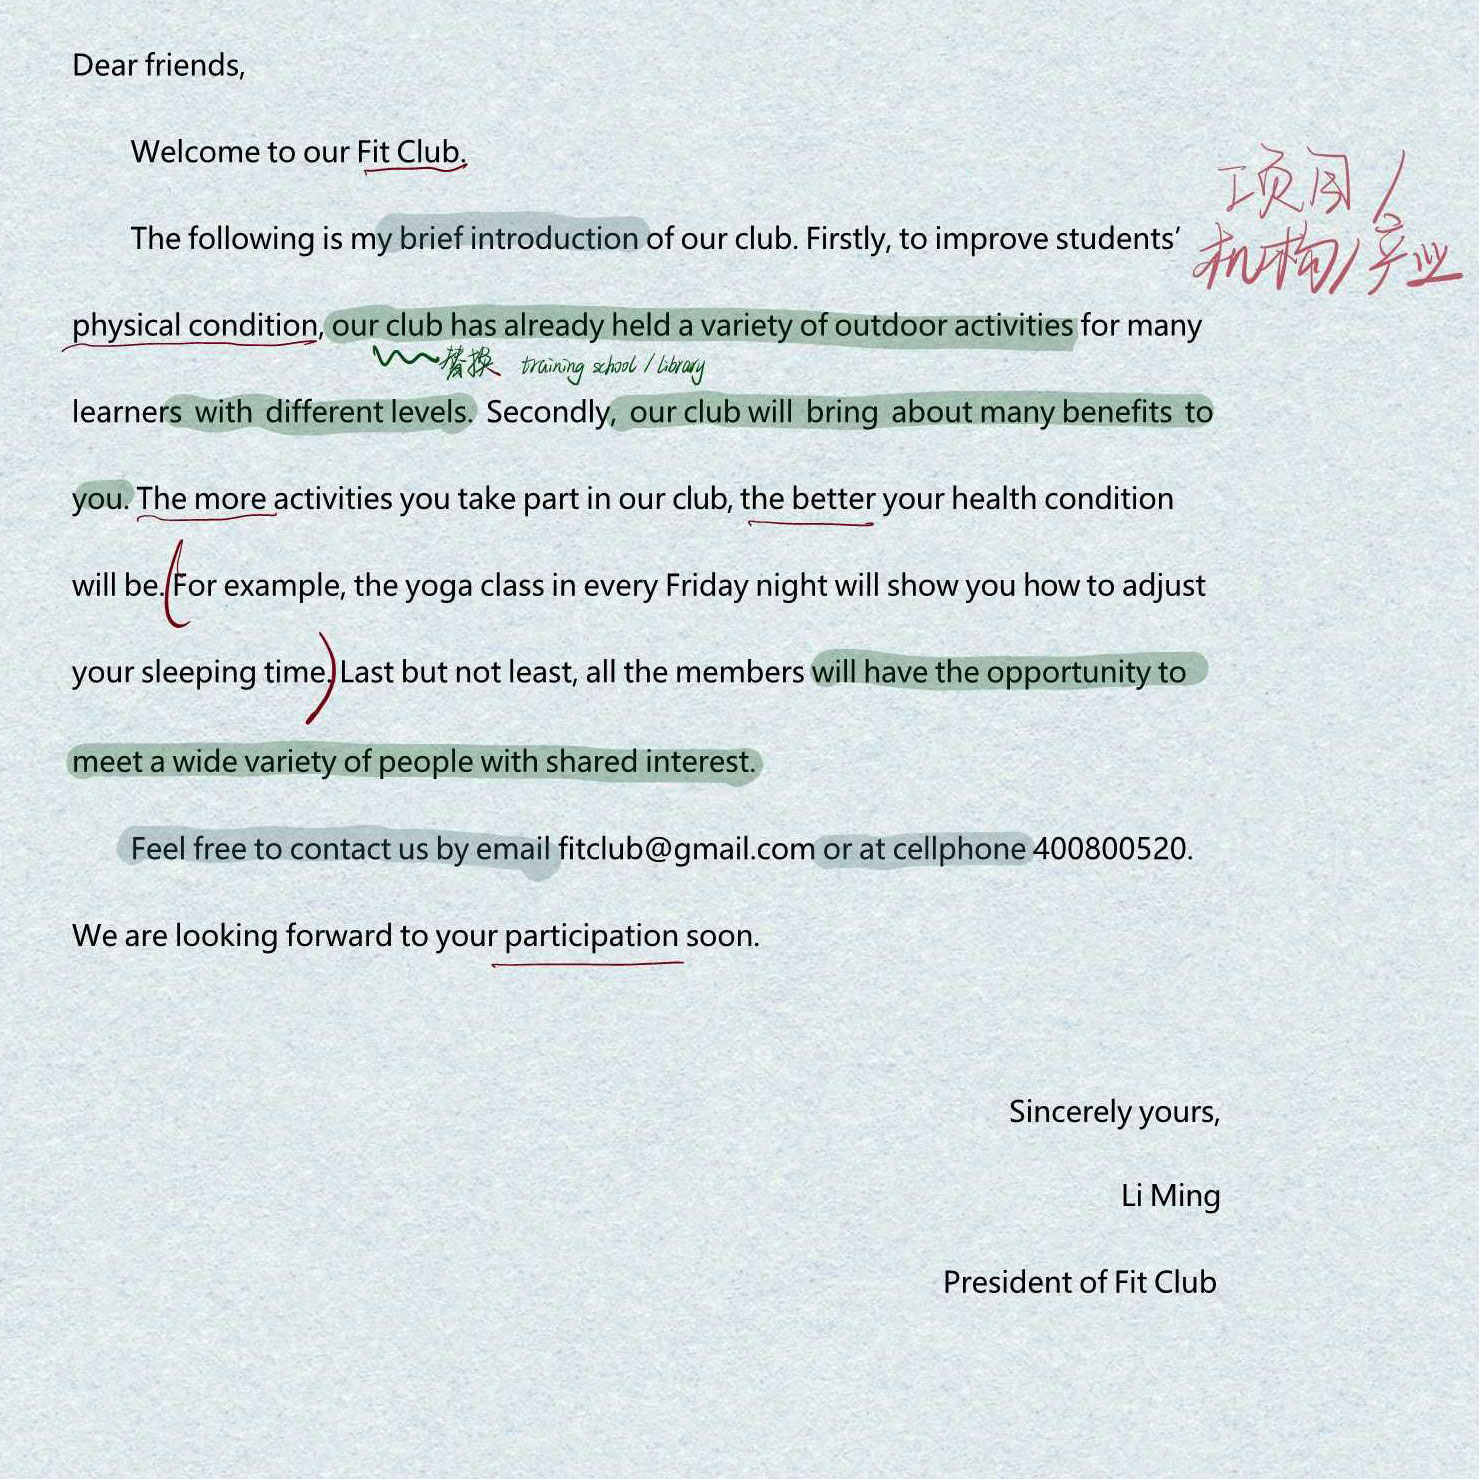 Dear friends,
Welcome to our Fit Club.
项目/
The following is my brief introduction of our club. Firstly, to improve students’
机构/产业
physical condition, our club has already held a variety of outdoor activities for many
替换 training school / library
learners with different levels. Secondly, our club will bring about many benefits to
you. The more activities you take part in our club, the better your health condition
will be. (For example, the yoga class in every Friday night will show you how to adjust
your sleeping time.) Last but not least, all the members will have the opportunity to
meet a wide variety of people with shared interest.
Feel free to contact us by email fitclub@gmail.com or at cellphone 400800520.
We are looking forward to your participation soon.
Sincerely yours,
Li Ming
President of Fit Club